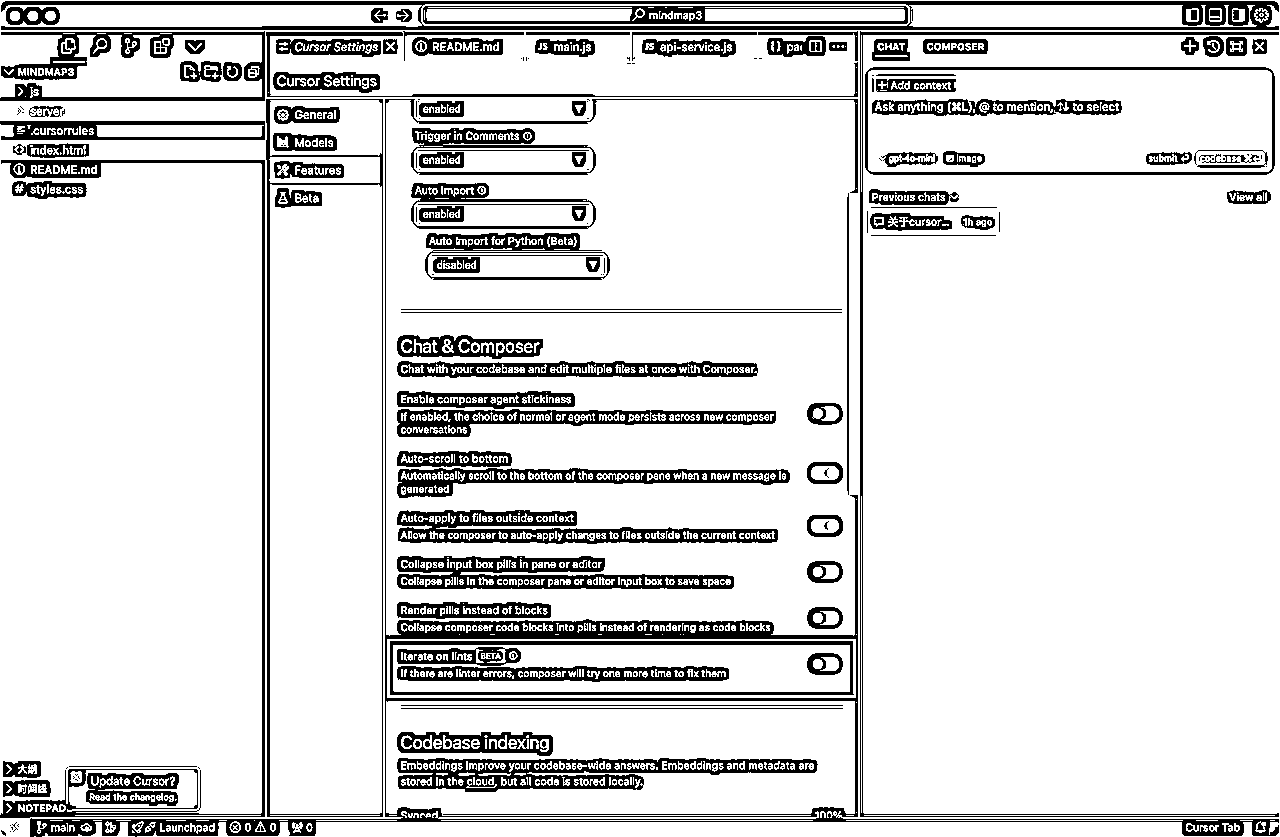 mindmap3
MINDMAP3
js
server
.cursorrules
index.html
README.md
styles.css
大纲
时间线
NOTEPAD
Update Cursor?
Read the changelog.
Cursor Settings
README.md
main.js
api-service.js
Cursor Settings
General
Models
Features
Beta
enabled
Trigger in Comments
enabled
Auto Import
enabled
Auto Import for Python (Beta)
disabled
Chat & Composer
Chat with your codebase and edit multiple files at once with Composer.
Enable composer agent stickiness
If enabled, the choice of normal or agent mode persists across new composer
conversations
Auto-scroll to bottom
Automatically scroll to the bottom of the composer pane when a new message is
generated
Auto-apply to files outside context
Allow the composer to auto-apply changes to files outside the current context
Collapse input box pills in pane or editor
Collapse pills in the composer pane or editor input box to save space
Render pills instead of blocks
Collapse composer code blocks into pills instead of rendering as code blocks
Iterate on lints BETA
If there are linter errors, composer will try one more time to fix them
Codebase indexing
Embeddings improve your codebase-wide answers. Embeddings and metadata are
stored in the cloud, but all code is stored locally.
Synced 100%
CHAT COMPOSER
Add context
Ask anything (⌘L), @ to mention, ⇅ to select
gpt-4o-mini image submit codebase
Previous chats View all
关于cursor... 1h ago
main Launchpad 0 0 0 Cursor Tab